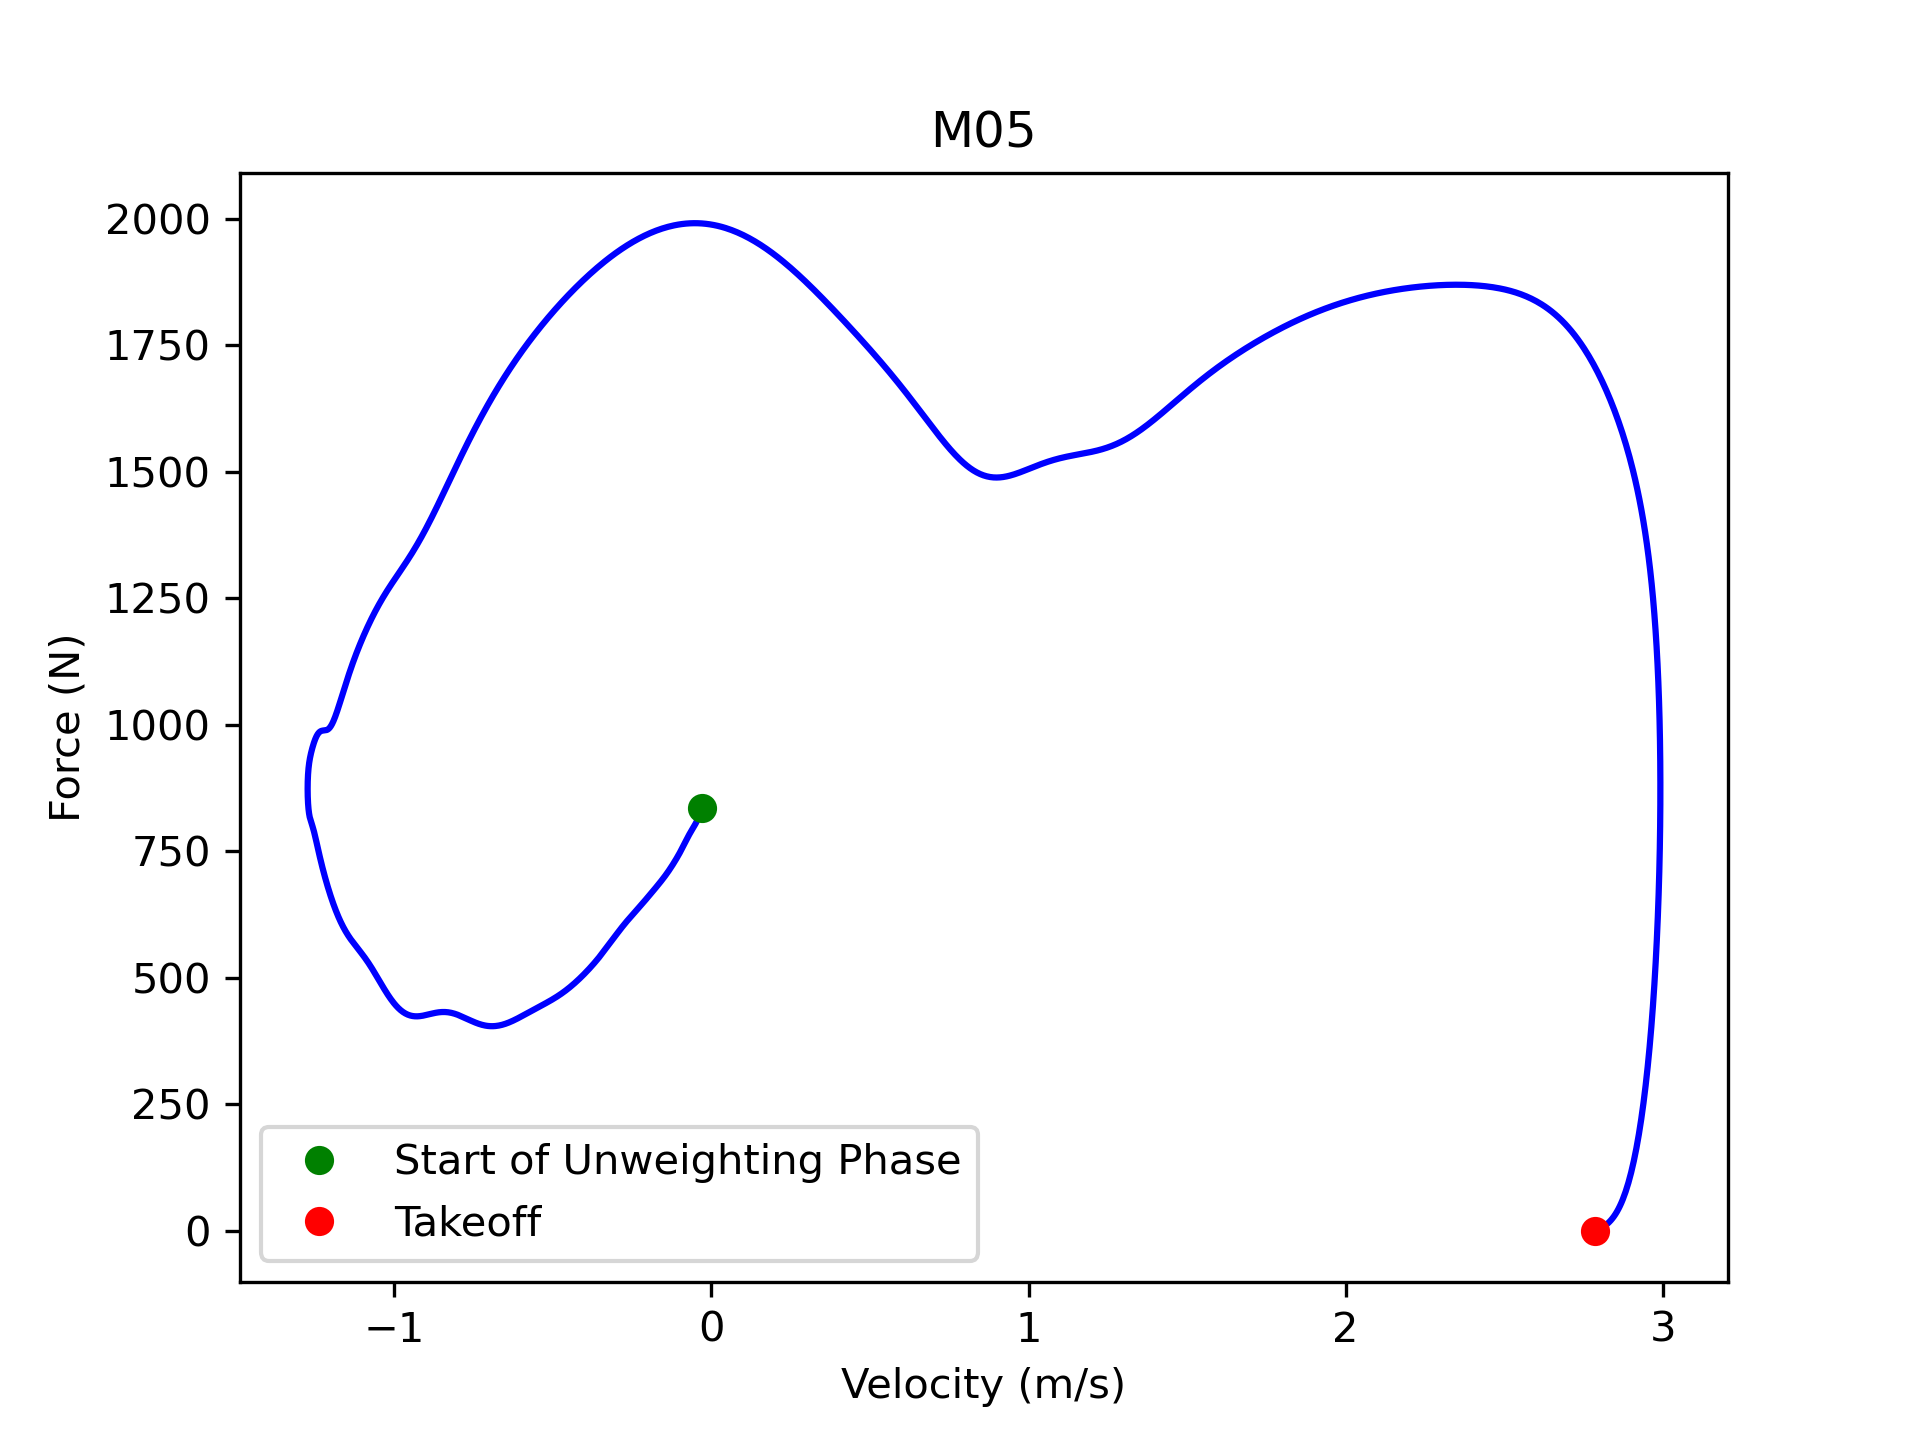 M05
2000
1750
1500
1250
1000
750
500
250
0
Force (N)
Start of Unweighting Phase
Takeoff
−1 0 1 2 3
Velocity (m/s)